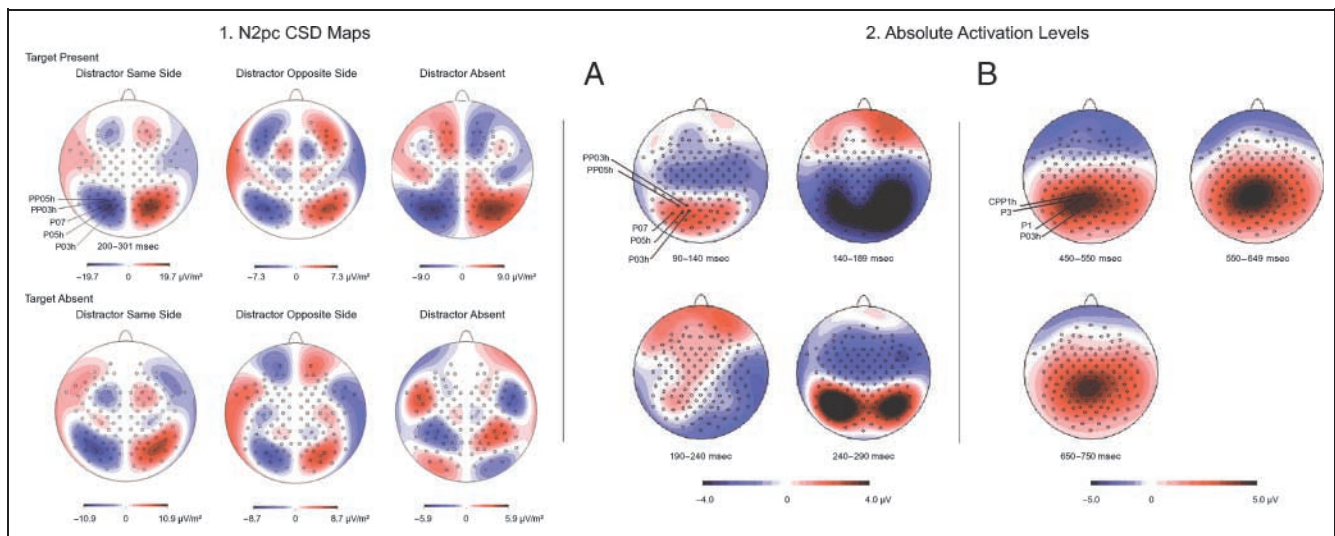 1. N2pc CSD Maps
Target Present
Distractor Same Side
Distractor Opposite Side
Distractor Absent
PP05h
PP03h
P07
P05h
P03h
200–301 msec
−19.7 0 19.7 µV/m²
−7.3 0 7.3 µV/m²
−9.0 0 9.0 µV/m²
Target Absent
Distractor Same Side
Distractor Opposite Side
Distractor Absent
−10.9 0 10.9 µV/m²
−8.7 0 8.7 µV/m²
−5.9 0 5.9 µV/m²
2. Absolute Activation Levels
A
PP03h
PP05h
P07
P05h
P03h
90–140 msec
140–189 msec
190–240 msec
240–290 msec
−4.0 0 4.0 µV
B
CPP1h
P3
P1
P03h
450–550 msec
550–649 msec
650–750 msec
−5.0 0 5.0 µV